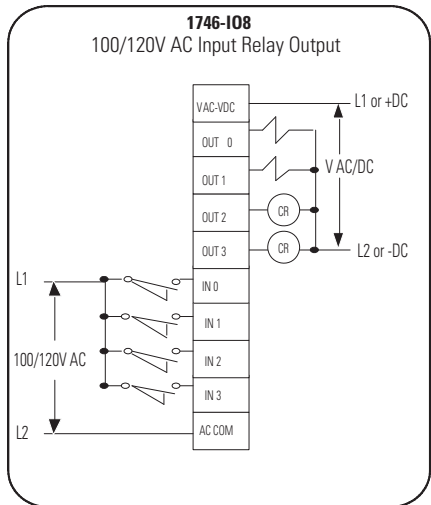 1746-IO8
100/120V AC Input Relay Output
VAC-VDC
L1 or +DC
OUT 0
OUT 1
V AC/DC
OUT 2
CR
OUT 3
CR
L2 or -DC
L1
IN 0
IN 1
100/120V AC
IN 2
IN 3
L2
AC COM